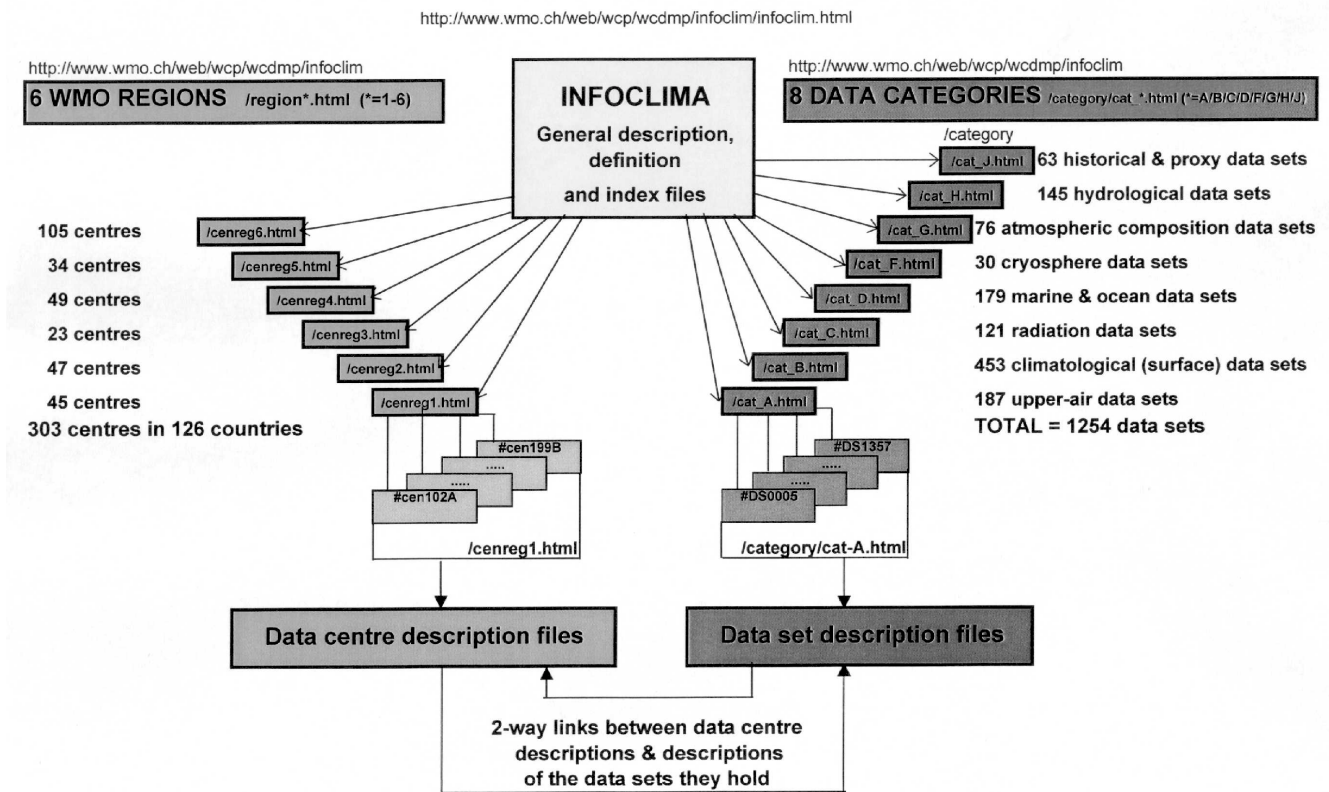 http://www.wmo.ch/web/wcp/wcdmp/infoclim/infoclim.html
http://www.wmo.ch/web/wcp/wcdmp/infoclim
6 WMO REGIONS /region*.html (*=1-6)
INFOCLIMA
General description,
definition
and index files
http://www.wmo.ch/web/wcp/wcdmp/infoclim
8 DATA CATEGORIES /category/cat_*.html (*=A/B/C/D/F/G/H/J)
/category
/cat_J.html 63 historical & proxy data sets
/cat_H.html 145 hydrological data sets
/cat_G.html 76 atmospheric composition data sets
/cat_F.html 30 cryosphere data sets
/cat_D.html 179 marine & ocean data sets
/cat_C.html 121 radiation data sets
/cat_B.html 453 climatological (surface) data sets
/cat_A.html 187 upper-air data sets
TOTAL = 1254 data sets
105 centres /cenreg6.html
34 centres /cenreg5.html
49 centres /cenreg4.html
23 centres /cenreg3.html
47 centres /cenreg2.html
45 centres /cenreg1.html
303 centres in 126 countries
#cen199B
.....
.....
#cen102A
/cenreg1.html
#DS1357
.....
.....
#DS0005
/category/cat-A.html
Data centre description files
Data set description files
2-way links between data centre
descriptions & descriptions
of the data sets they hold